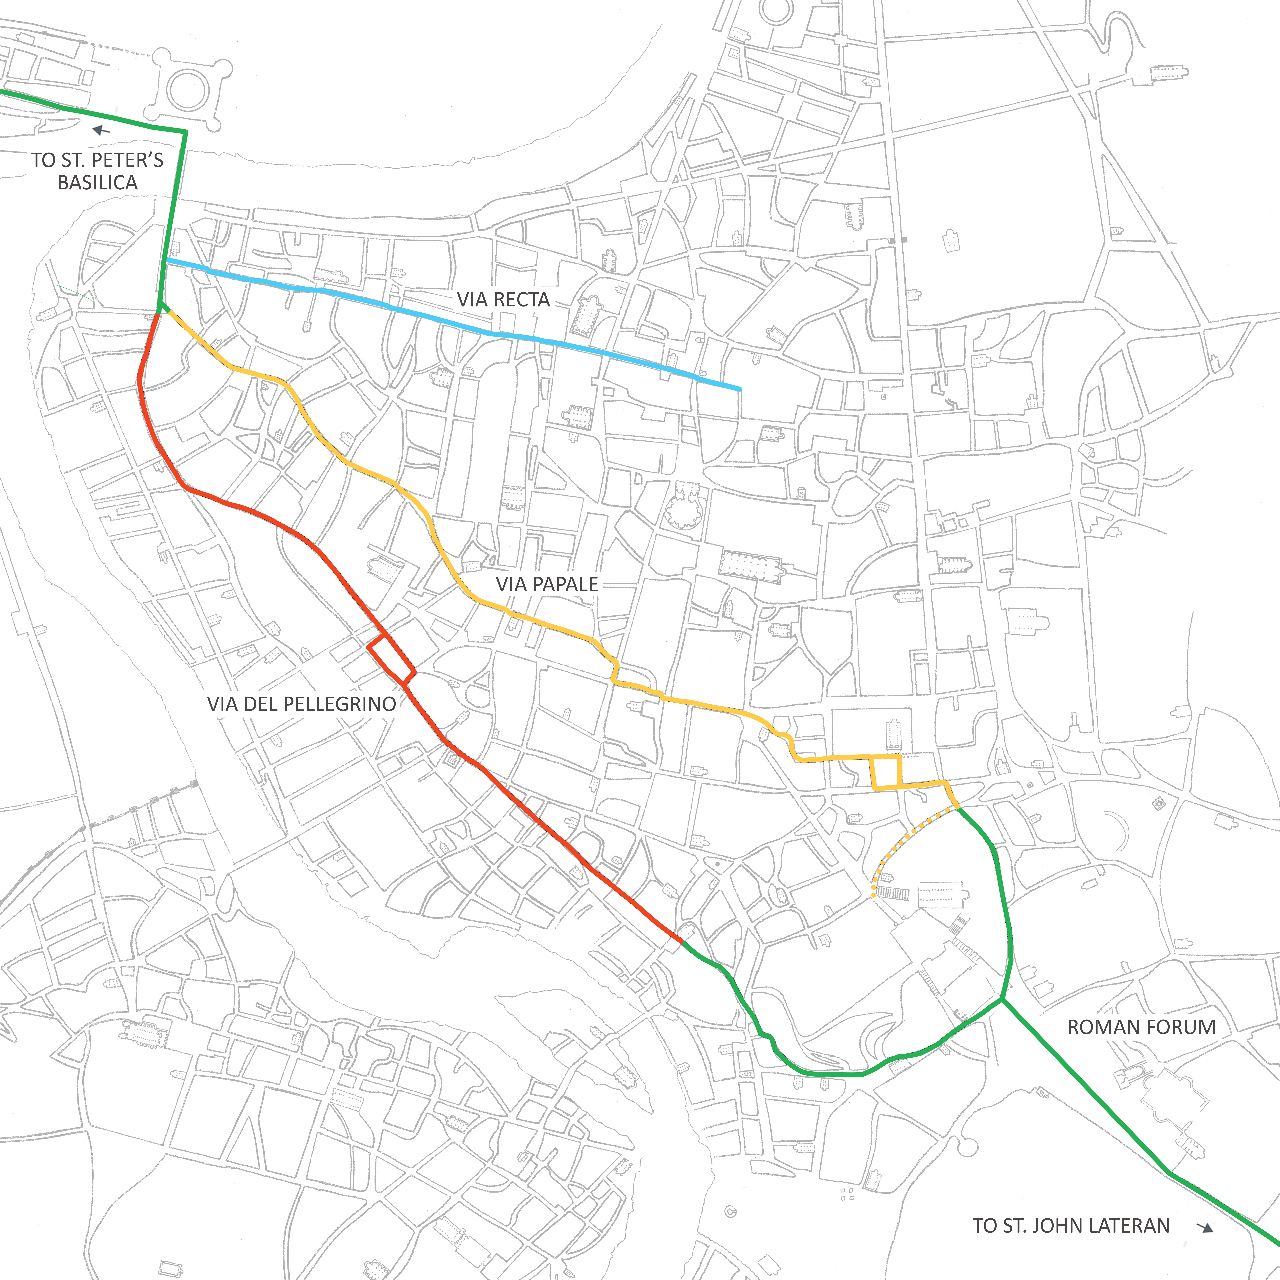 TO ST. PETER'S
BASILICA
VIA RECTA
VIA PAPALE
VIA DEL PELLEGRINO
ROMAN FORUM
TO ST. JOHN LATERAN